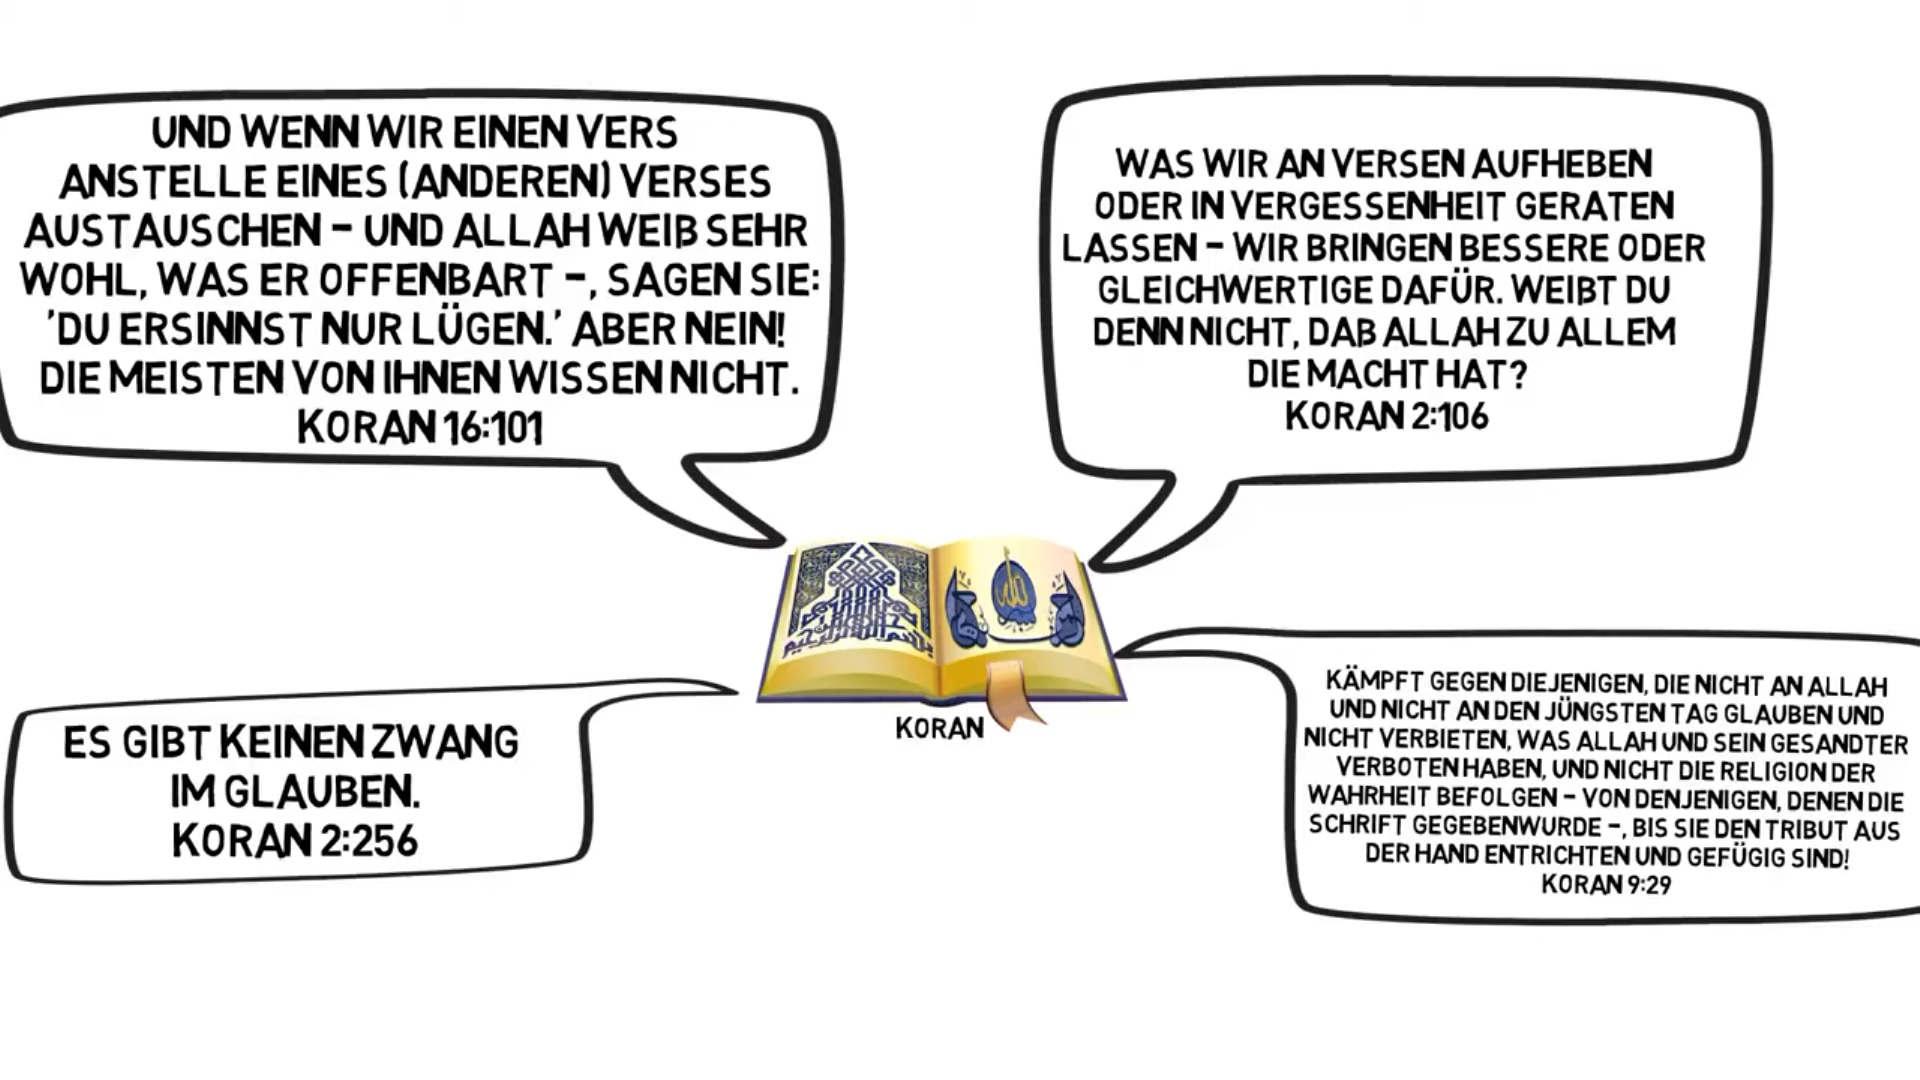 UND WENN WIR EINEN VERS
ANSTELLE EINES (ANDEREN) VERSES
AUSTAUSCHEN – UND ALLAH WEIB SEHR
WOHL, WAS ER OFFENBART –, SAGEN SIE:
'DU ERSINNST NUR LÜGEN.' ABER NEIN!
DIE MEISTEN VON IHNEN WISSEN NICHT.
KORAN 16:101
WAS WIR AN VERSEN AUFHEBEN
ODER IN VERGESSENHEIT GERATEN
LASSEN – WIR BRINGEN BESSERE ODER
GLEICHWERTIGE DAFÜR. WEIBT DU
DENN NICHT, DAB ALLAH ZU ALLEM
DIE MACHT HAT?
KORAN 2:106
KORAN
ES GIBT KEINEN ZWANG
IM GLAUBEN.
KORAN 2:256
KÄMPFT GEGEN DIEJENIGEN, DIE NICHT AN ALLAH
UND NICHT AN DEN JÜNGSTEN TAG GLAUBEN UND
NICHT VERBIETEN, WAS ALLAH UND SEIN GESANDTER
VERBOTEN HABEN, UND NICHT DIE RELIGION DER
WAHRHEIT BEFOLGEN – VON DENJENIGEN, DENEN DIE
SCHRIFT GEGEBEN WURDE –, BIS SIE DEN TRIBUT AUS
DER HAND ENTRICHTEN UND GEFÜGIG SIND!
KORAN 9:29